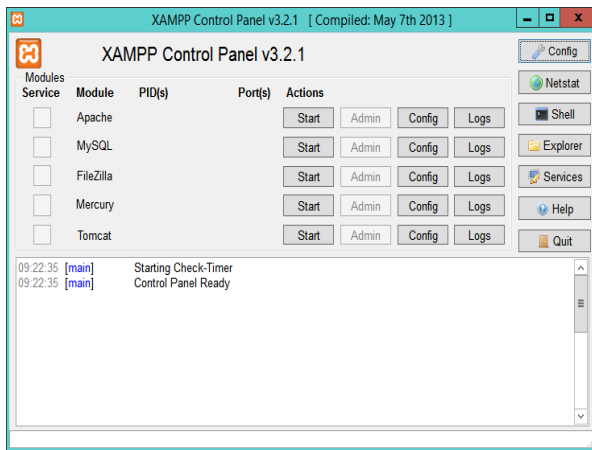 XAMPP Control Panel v3.2.1 [ Compiled: May 7th 2013 ]
XAMPP Control Panel v3.2.1
Config
Modules
Service Module PID(s) Port(s) Actions
Netstat
Apache Start Admin Config Logs
Shell
MySQL Start Admin Config Logs
Explorer
FileZilla Start Admin Config Logs
Services
Mercury Start Admin Config Logs
Help
Tomcat Start Admin Config Logs
Quit
09:22:35 [main] Starting Check-Timer
09:22:35 [main] Control Panel Ready